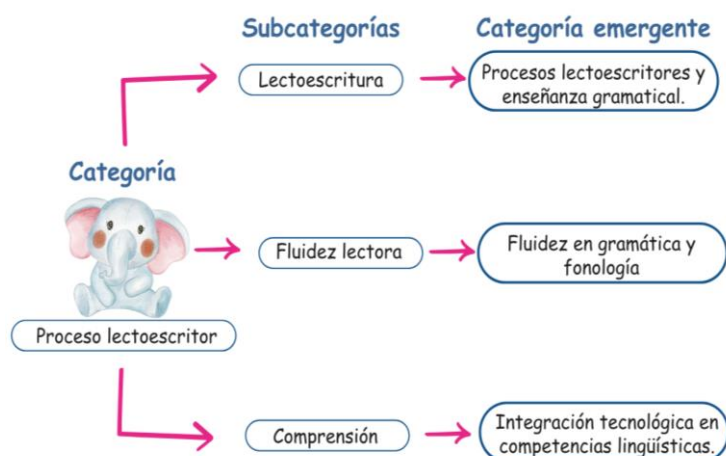 Subcategorías
Categoría emergente
Lectoescritura
Procesos lectoescritores y
enseñanza gramatical.
Categoría
Fluidez lectora
Fluidez en gramática y
fonología
Proceso lectoescritor
Comprensión
Integración tecnológica en
competencias lingüísticas.